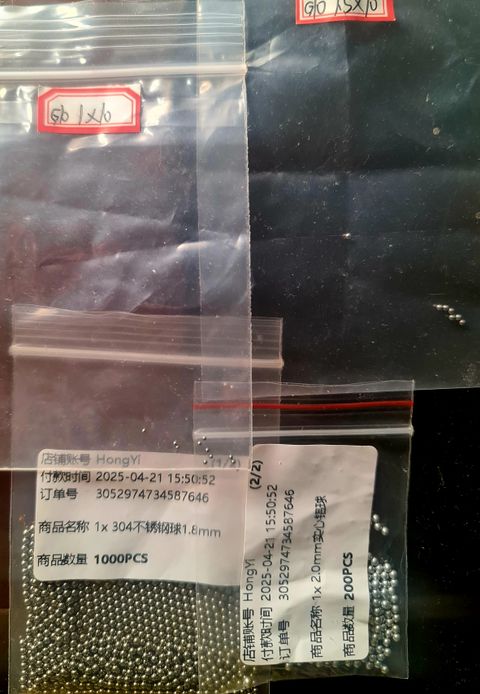 1X10
店铺账号 HongYi (1/2)
付款时间 2025-04-21 15:50:52
订单号 3052974734587646
商品名称 1x 304不锈钢球1.8mm
商品数量 1000PCS
店铺账号 HongYi (2/2)
付款时间 2025-04-21 15:50:52
订单号 3052974734587646
商品名称 1x 2.0mm实心钢球
商品数量 200PCS